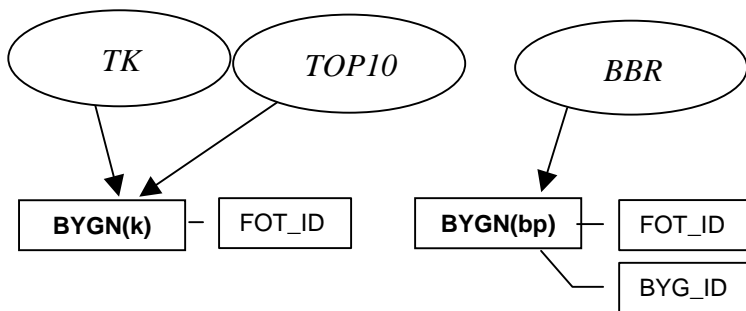 TK
TOP10
BBR
BYGN(k)
FOT_ID
BYGN(bp)
FOT_ID
BYG_ID